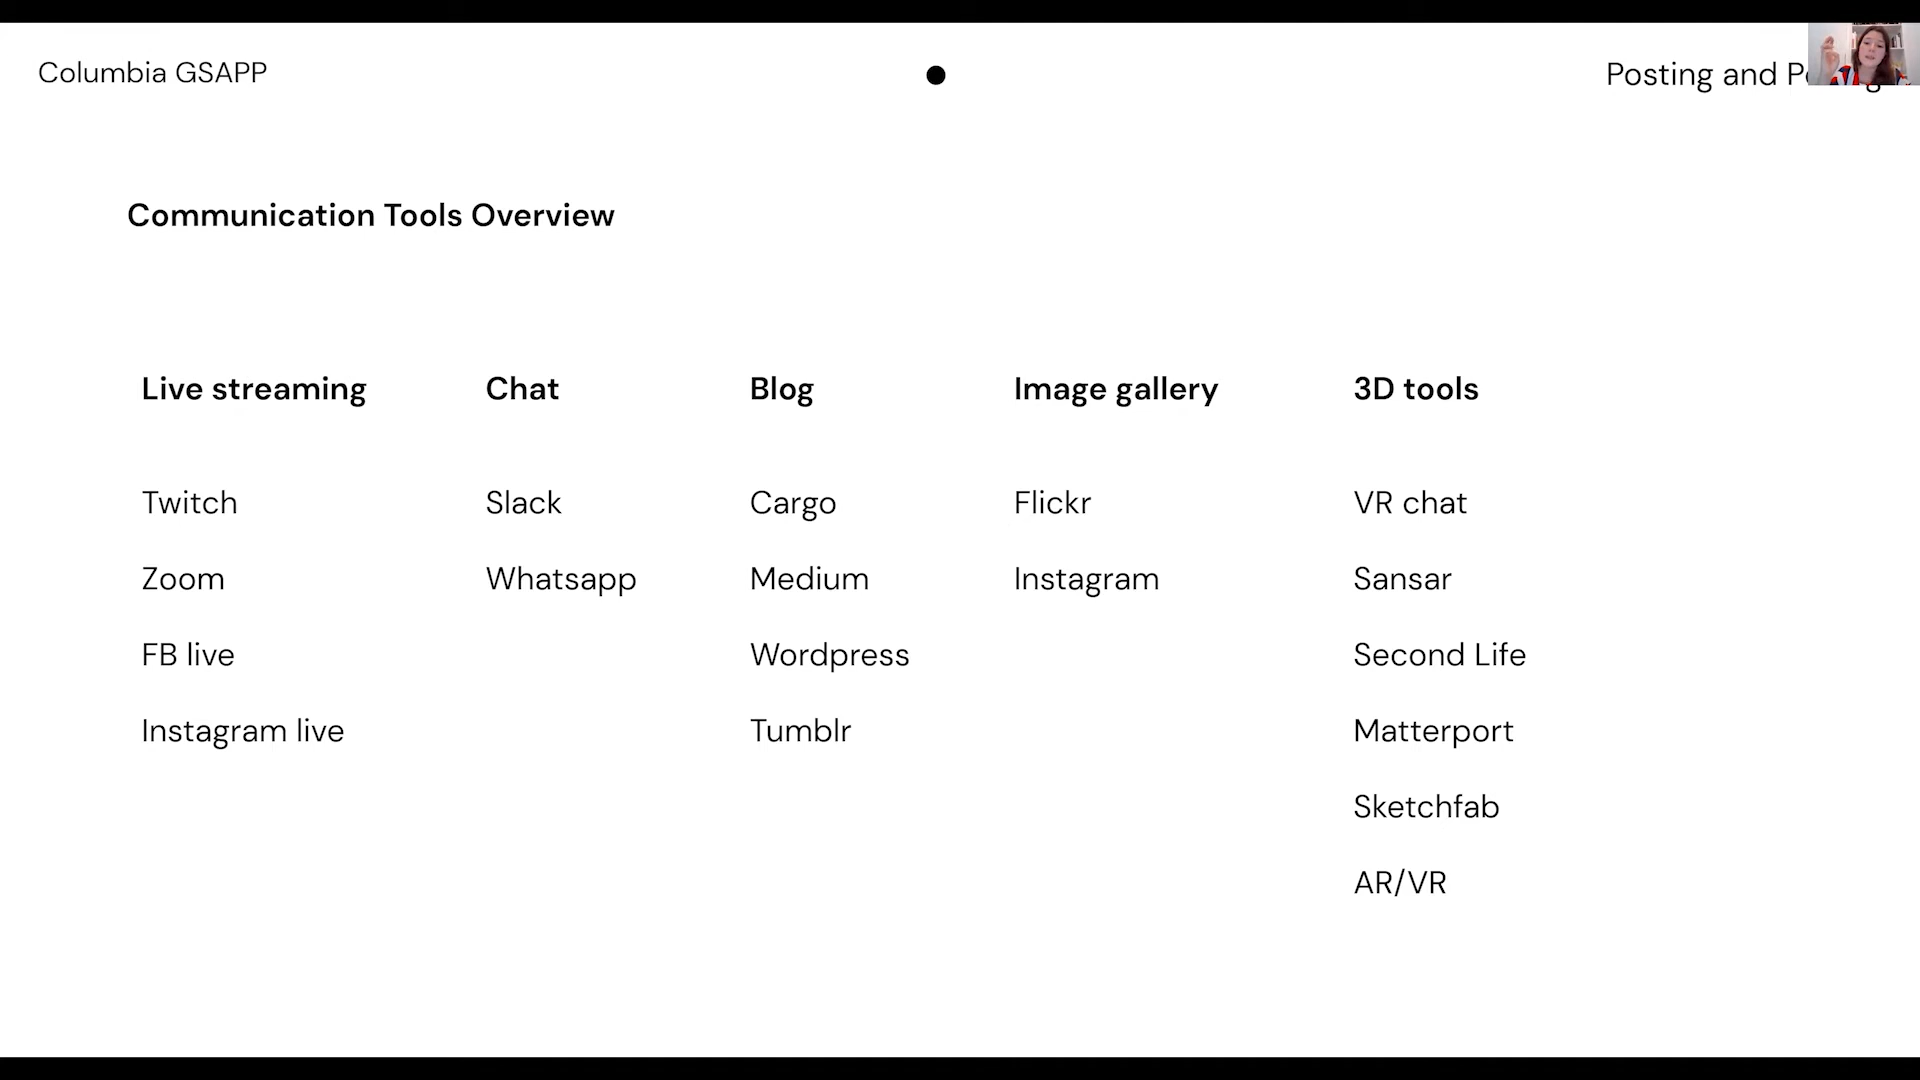 Columbia GSAPP
Posting and
Communication Tools Overview
Live streaming Chat Blog Image gallery 3D tools
Twitch Slack Cargo Flickr VR chat
Zoom Whatsapp Medium Instagram Sansar
FB live Wordpress Second Life
Instagram live Tumblr Matterport
Sketchfab
AR/VR